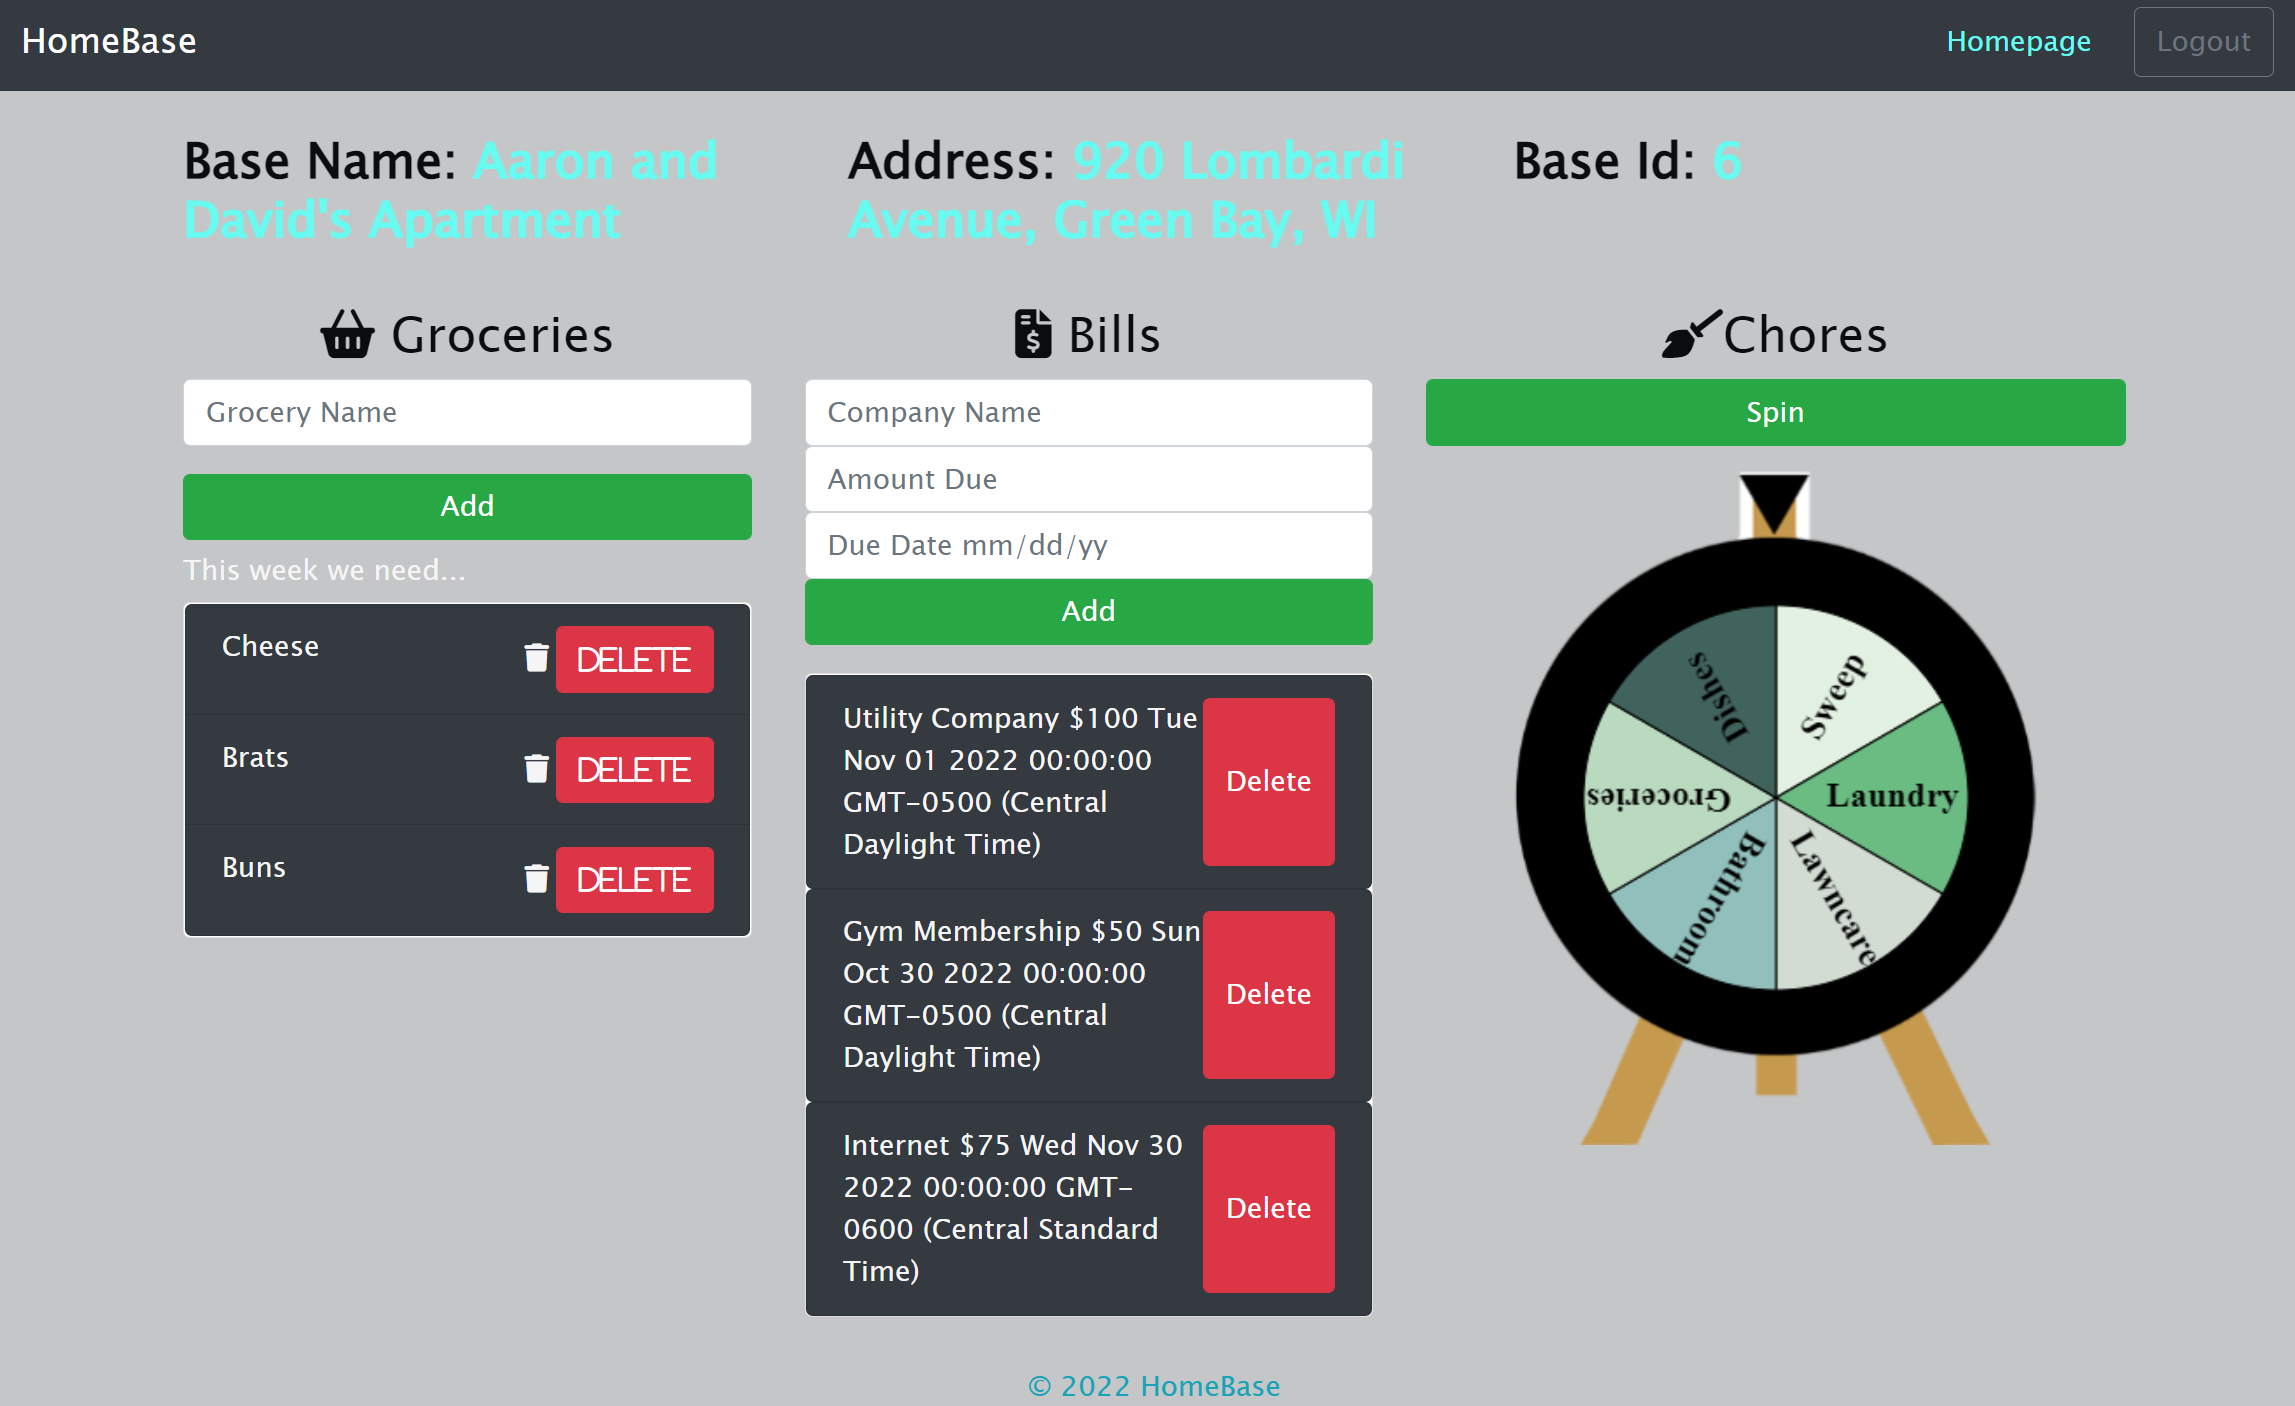 HomeBase
Homepage
Logout
Base Name: Aaron and
David's Apartment
Address: 920 Lombardi
Avenue, Green Bay, WI
Base Id: 6
Groceries
Grocery Name
Add
This week we need...
Cheese
DELETE
Brats
DELETE
Buns
DELETE
$ Bills
Company Name
Amount Due
Due Date mm/dd/yy
Add
Utility Company $100 Tue
Nov 01 2022 00:00:00
GMT-0500 (Central
Daylight Time)
Delete
Gym Membership $50 Sun
Oct 30 2022 00:00:00
GMT-0500 (Central
Daylight Time)
Delete
Internet $75 Wed Nov 30
2022 00:00:00 GMT-
0600 (Central Standard
Time)
Delete
Chores
Spin
Sweep
Laundry
Lawncare
Bathroom
Groceries
Dishes
© 2022 HomeBase